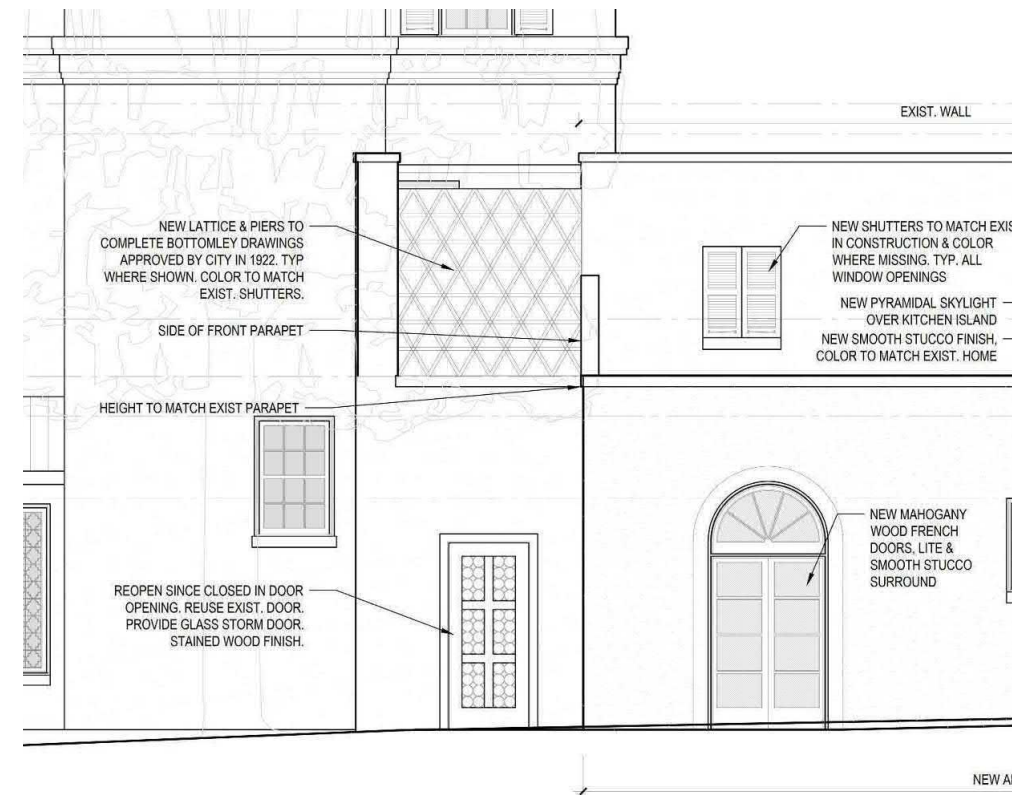 EXIST. WALL
NEW LATTICE & PIERS TO
COMPLETE BOTTOMLEY DRAWINGS
APPROVED BY CITY IN 1922. TYP
WHERE SHOWN. COLOR TO MATCH
EXIST. SHUTTERS.
SIDE OF FRONT PARAPET
HEIGHT TO MATCH EXIST PARAPET
NEW SHUTTERS TO MATCH EXIS
IN CONSTRUCTION & COLOR
WHERE MISSING. TYP. ALL
WINDOW OPENINGS
NEW PYRAMIDAL SKYLIGHT
OVER KITCHEN ISLAND
NEW SMOOTH STUCCO FINISH,
COLOR TO MATCH EXIST. HOME
NEW MAHOGANY
WOOD FRENCH
DOORS, LITE &
SMOOTH STUCCO
SURROUND
REOPEN SINCE CLOSED IN DOOR
OPENING. REUSE EXIST. DOOR.
PROVIDE GLASS STORM DOOR.
STAINED WOOD FINISH.
NEW